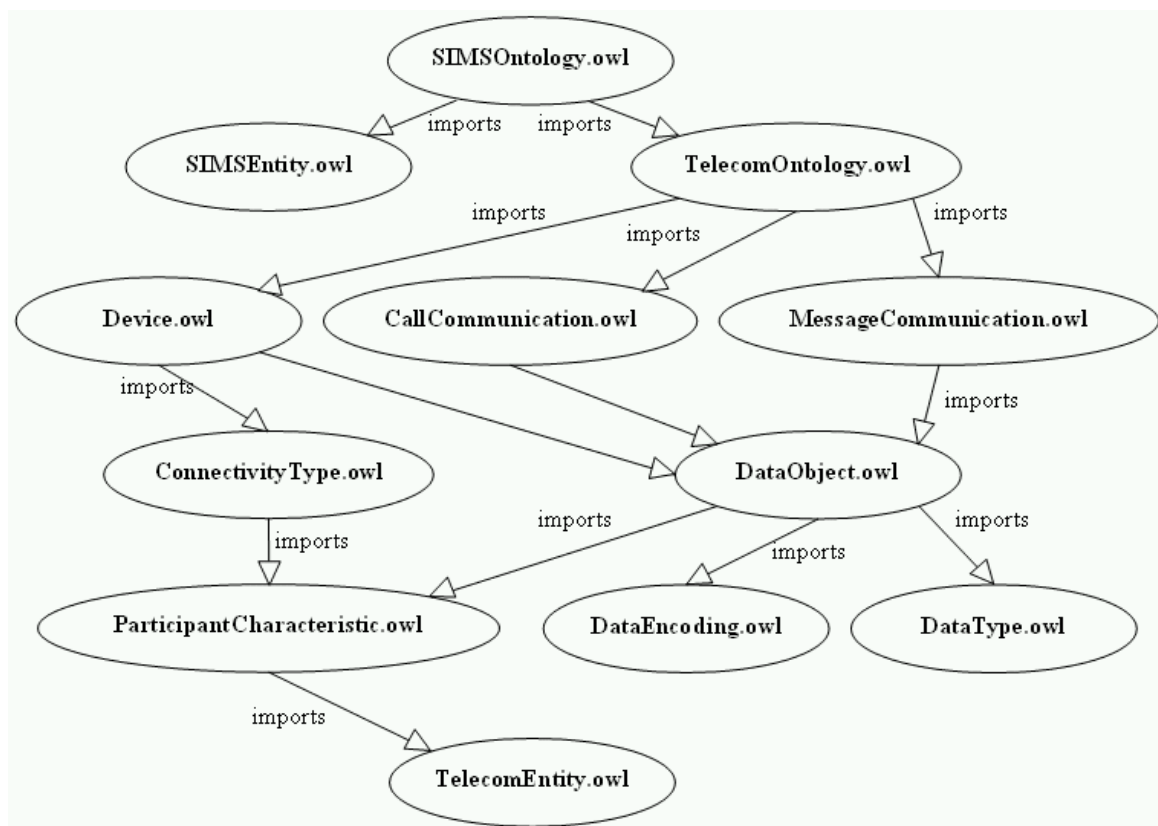 SIMSOntology.owl
imports
imports
SIMSEntity.owl
TelecomOntology.owl
imports
imports
imports
Device.owl
CallCommunication.owl
MessageCommunication.owl
imports
imports
ConnectivityType.owl
DataObject.owl
imports
imports
imports
imports
ParticipantCharacteristic.owl
DataEncoding.owl
DataType.owl
imports
TelecomEntity.owl